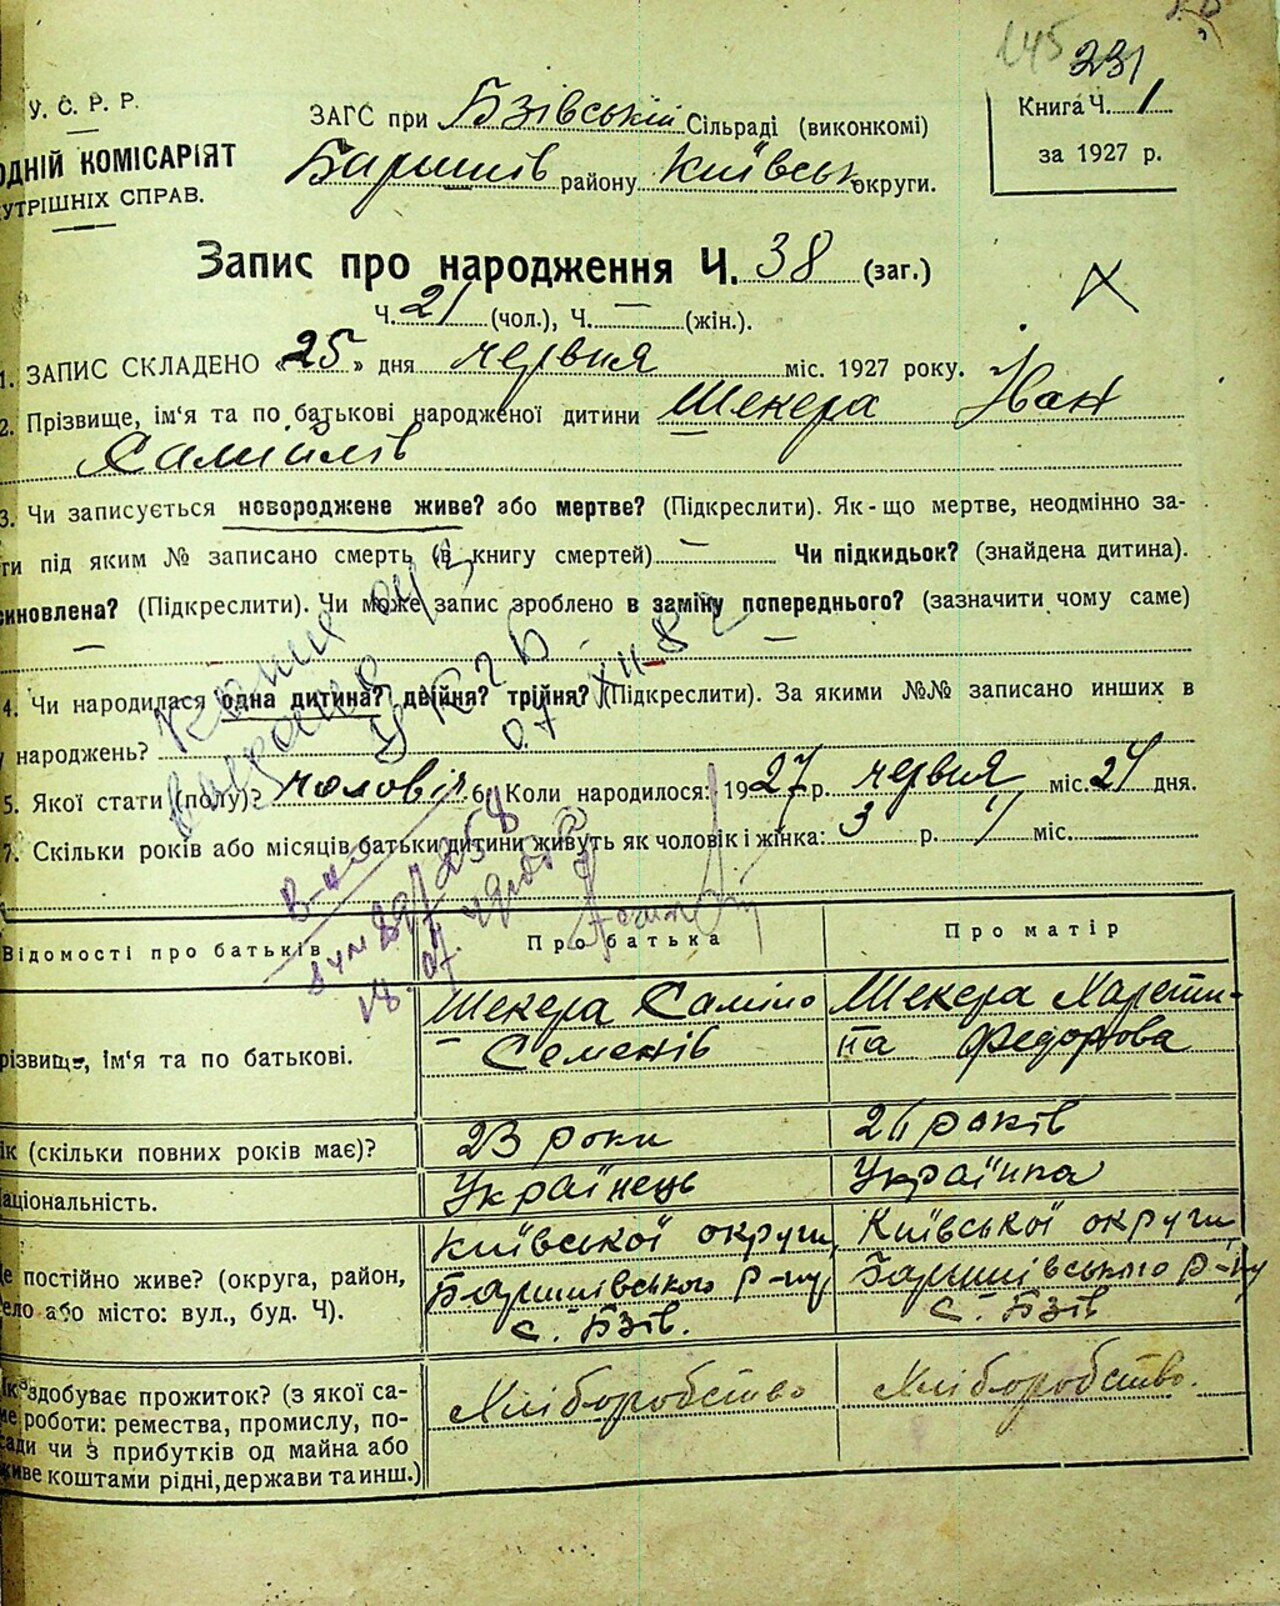 145
231
У. С. Р. Р.
ОДНІЙ КОМІСАРІЯТ
УТРІШНІХ СПРАВ.
Книга Ч. 1
за 1927 р.
ЗАГС при Бзівській Сільраді (виконкомі)
Баришів району Київськ округи.
Запис про народження Ч. 38 (заг.)
Ч. 21 (чол.), Ч. — (жін.).
1. ЗАПИС СКЛАДЕНО «25» дня червня міс. 1927 року.
2. Прізвище, ім'я та по батькові народженої дитини Шекера Іван
Самійлів
3. Чи записується новороджене живе? або мертве? (Підкреслити). Як-що мертве, неодмінно за-
ти під яким № записано смерть (в книгу смертей) — Чи підкидьок? (знайдена дитина).
синовлена? (Підкреслити). Чи може запис зроблено в заміну попереднього? (зазначити чому саме)
— —
4. Чи народилася одна дитина? двійня? трійня? (Підкреслити). За якими №№ записано инших в
народжень?
5. Якої стати (полу)? чоловіч 6. Коли народилося: 1927 р. червня міс. 24 дня.
7. Скільки років або місяців батьки дитини живуть як чоловік і жінка: 3 р. міс.
Відомості про батьків Про батька Про матір
різвище, ім'я та по батькові.
Шекера Саміло
Семенів
Шекера Харети-
на Федорова
ік (скільки повних років має)? 23 роки 26 років
аціональність. Українець Українка
е постійно живе? (округа, район,
село або місто: вул., буд. Ч).
Київської округи,
Баришівського р-ну
с. Бзів.
Київської округи,
Баришівського р-ну
с. Бзів
Як здобуває прожиток? (з якої са-
ме роботи: ремества, промислу, по-
сади чи з прибутків од майна або
живе коштами рідні, держави та инш.)
Хліборобство
Хліборобство.